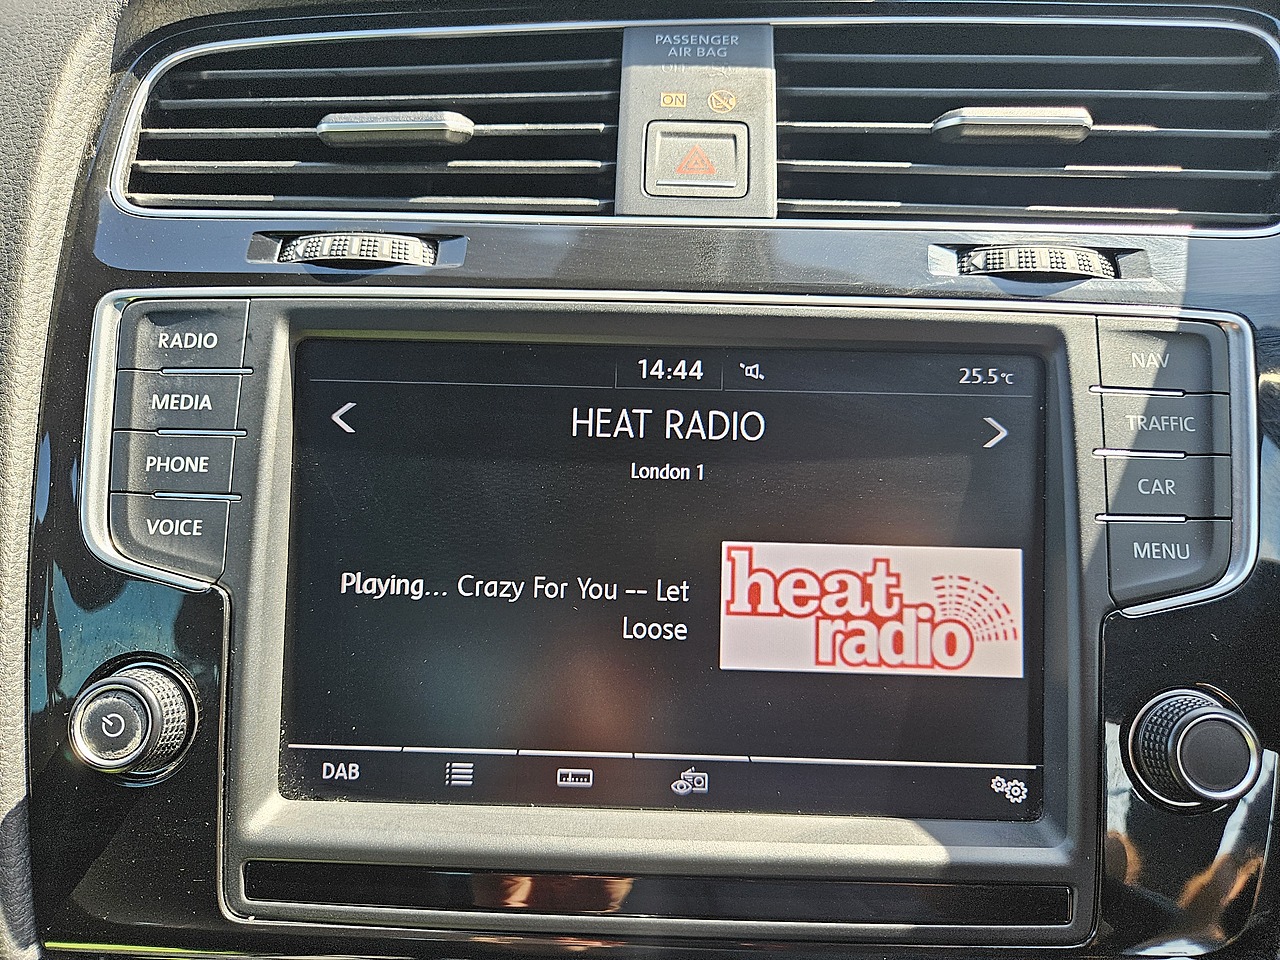 PASSENGER
AIR BAG
OFF
ON
RADIO
MEDIA
PHONE
VOICE
NAV
TRAFFIC
CAR
MENU
14:44
25.5°C
HEAT RADIO
London 1
Playing... Crazy For You -- Let
Loose
heat
radio
DAB